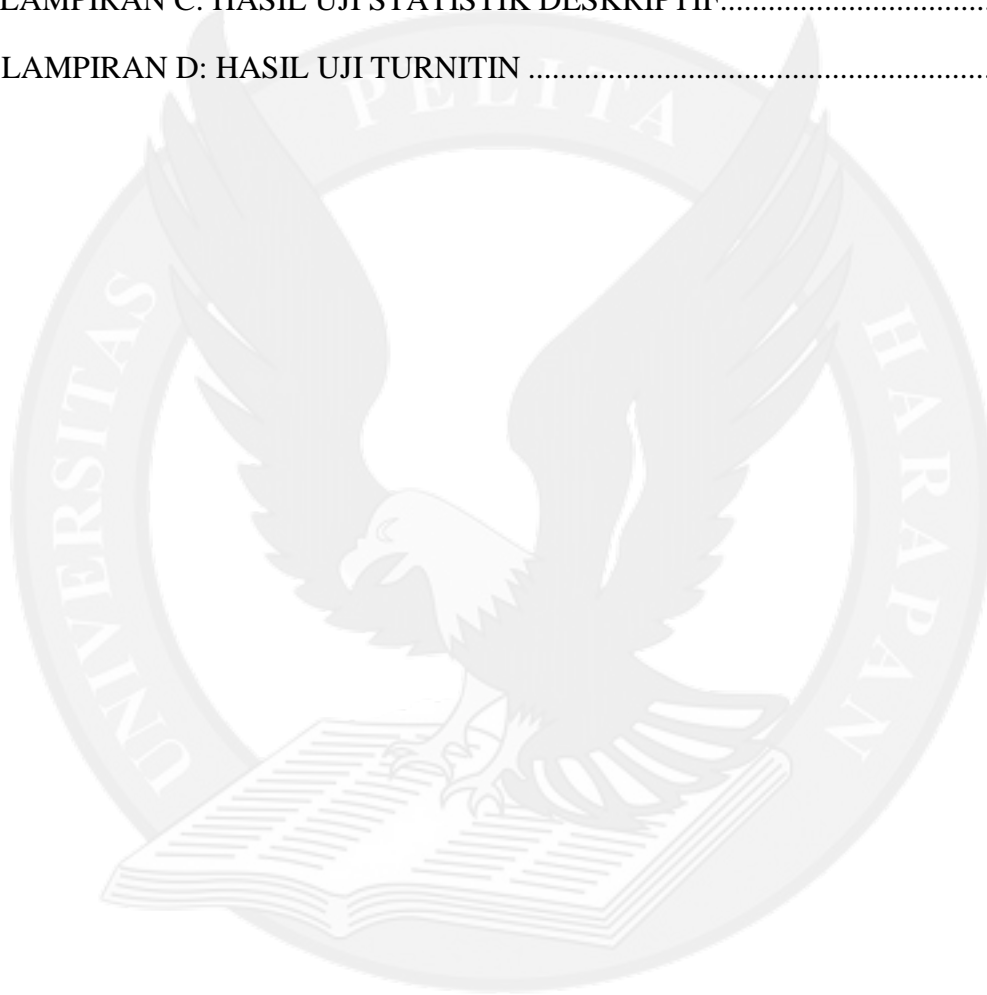 LAMPIRAN C: HASIL UJI STATISTIK DESKRIPTIF................................
LAMPIRAN D: HASIL UJI TURNITIN ........................................................
UNIVERSITAS PELITA HARAPAN